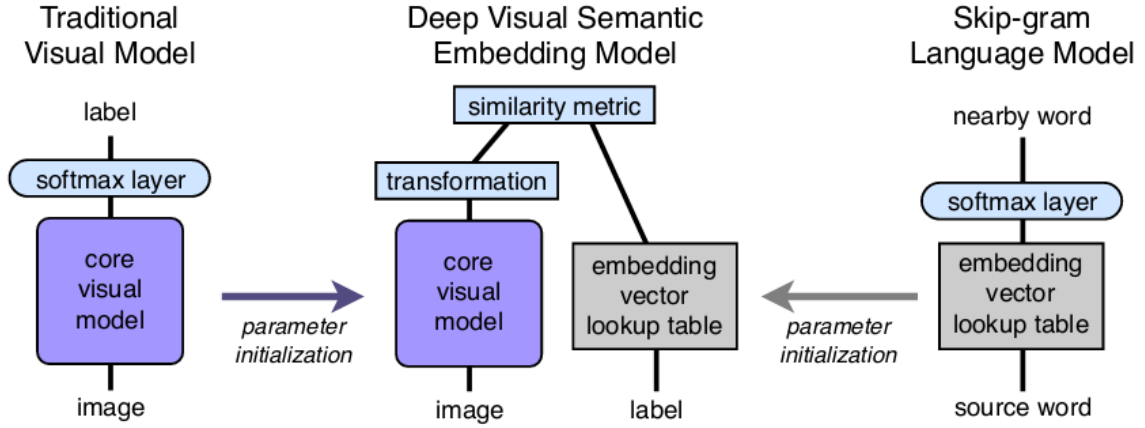 Traditional
Visual Model
label
softmax layer
core
visual
model
image
parameter
initialization
Deep Visual Semantic
Embedding Model
similarity metric
transformation
core
visual
model
image
embedding
vector
lookup table
label
parameter
initialization
Skip-gram
Language Model
nearby word
softmax layer
embedding
vector
lookup table
source word